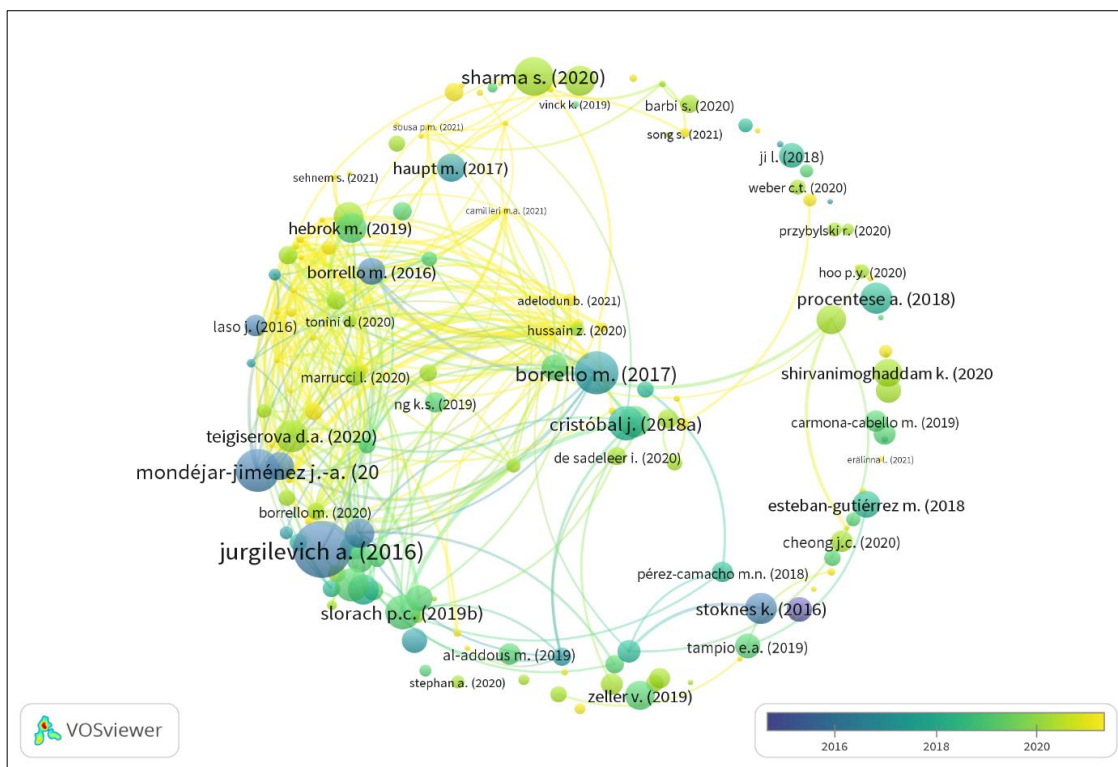 sharma s. (2020)
vinck k. (2019)
barbi s. (2020)
sousa p.m. (2021)
song s. (2021)
haupt m. (2017)
ji l. (2018)
sehnem s. (2021)
weber c.t. (2020)
camilleri m.a. (2021)
hebrok m. (2019)
przybylski r. (2020)
borrello m. (2016)
hoo p.y. (2020)
adelodun b. (2021)
procentese a. (2018)
laso j. (2016)
tonini d. (2020)
hussain z. (2020)
marrucci l. (2020)
borrello m. (2017)
shirvanimoghaddam k. (2020
ng k.s. (2019)
carmona-cabello m. (2019)
teigiserova d.a. (2020)
cristóbal j. (2018a)
de sadeleer i. (2020)
erälinna l. (2021)
mondéjar-jiménez j.-a. (20
borrello m. (2020)
esteban-gutiérrez m. (2018
jurgilevich a. (2016)
cheong j.c. (2020)
pérez-camacho m.n. (2018)
slorach p.c. (2019b)
stoknes k. (2016)
al-addous m. (2019)
tampio e.a. (2019)
stephan a. (2020)
zeller v. (2019)
VOSviewer
2016 2018 2020